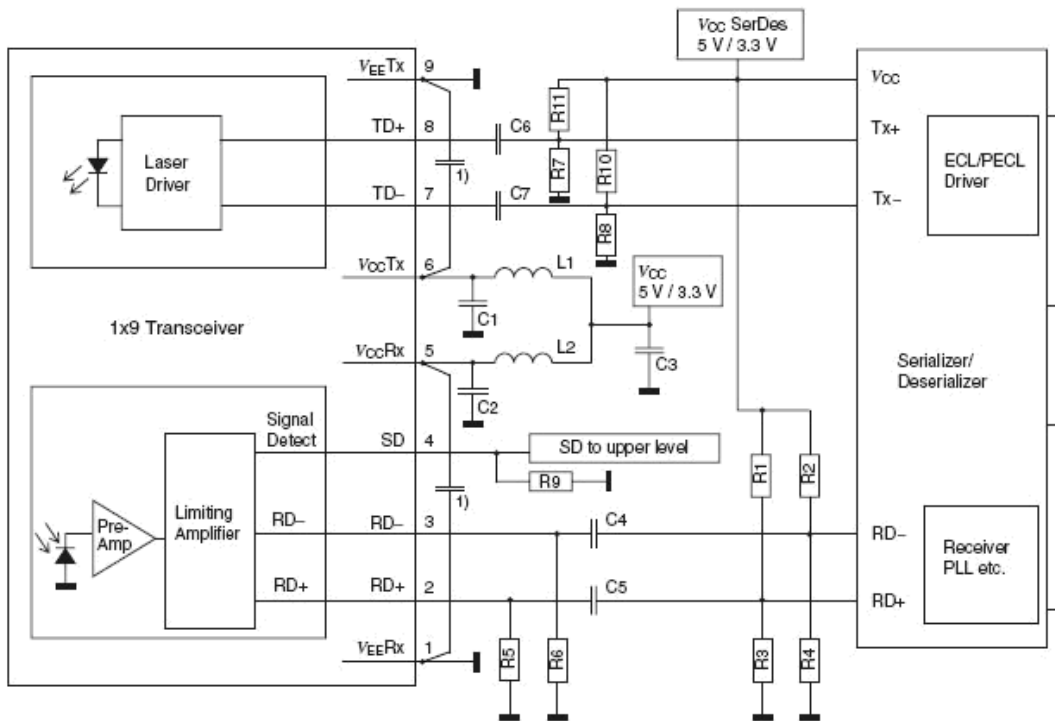 VCC SerDes
5 V / 3.3 V
VEETx 9
VCC
R11
TD+ 8 C6 Tx+
Laser
Driver
1)
R7
R10
ECL/PECL
Driver
TD− 7 C7 Tx−
R8
VCCTx 6 L1
VCC
5 V / 3.3 V
C1
1x9 Transceiver
VCCRx 5 L2
C3
C2
Serializer/
Deserializer
Signal
Detect
SD 4 SD to upper level
R9
R1
R2
1)
Limiting
Amplifier
Pre-
Amp
RD− RD− 3 C4 RD−
Receiver
PLL etc.
RD+ RD+ 2 C5 RD+
VEERx 1
R5
R6
R3
R4